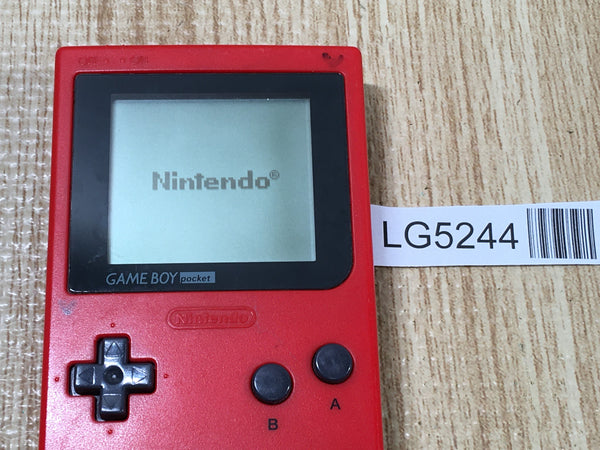 Nintendo®
LG5244
GAME BOY pocket
Nintendo
B A